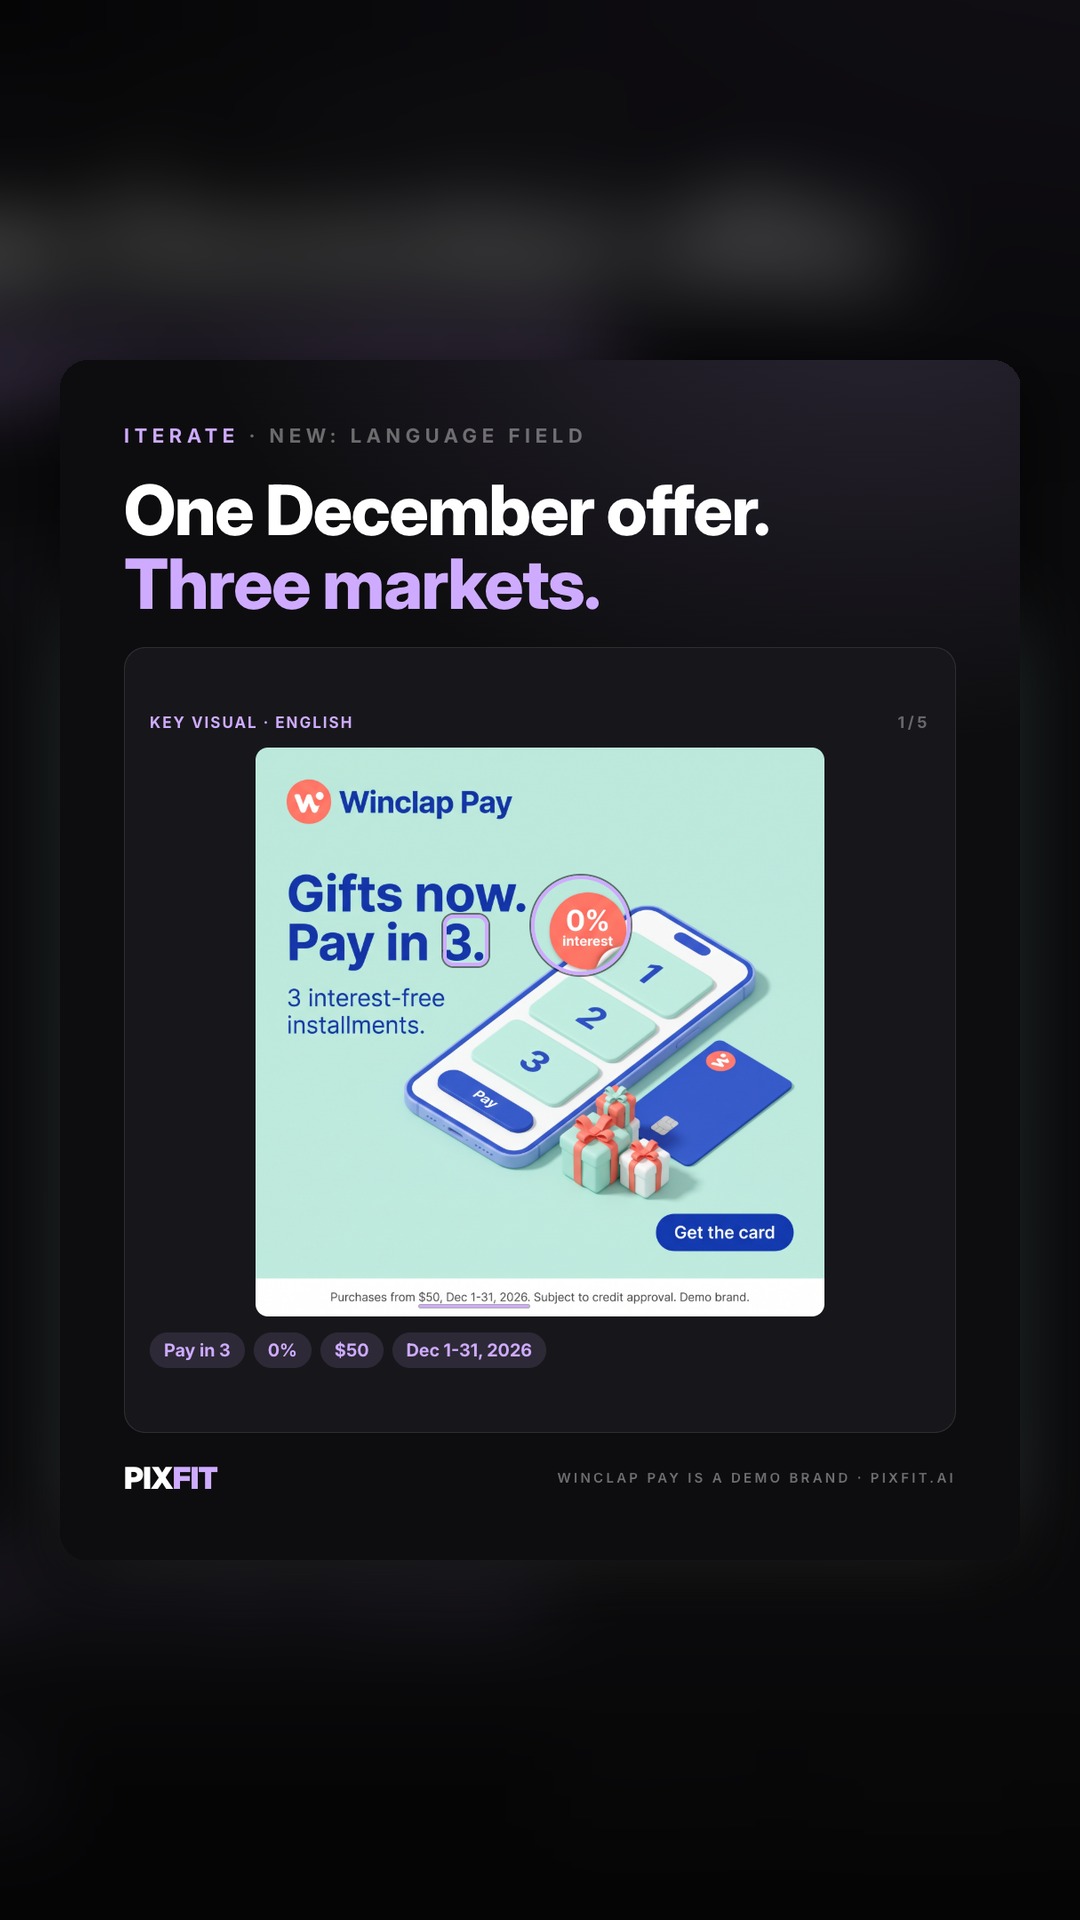 ITERATE · NEW: LANGUAGE FIELD
One December offer.
Three markets.
KEY VISUAL · ENGLISH
1/5
Winclap Pay
Gifts now.
Pay in 3.
0%
interest
3 interest-free
installments.
1
2
3
Pay
Get the card
Purchases from $50, Dec 1-31, 2026. Subject to credit approval. Demo brand.
Pay in 3
0%
$50
Dec 1-31, 2026
PIXFIT
WINCLAP PAY IS A DEMO BRAND · PIXFIT.AI